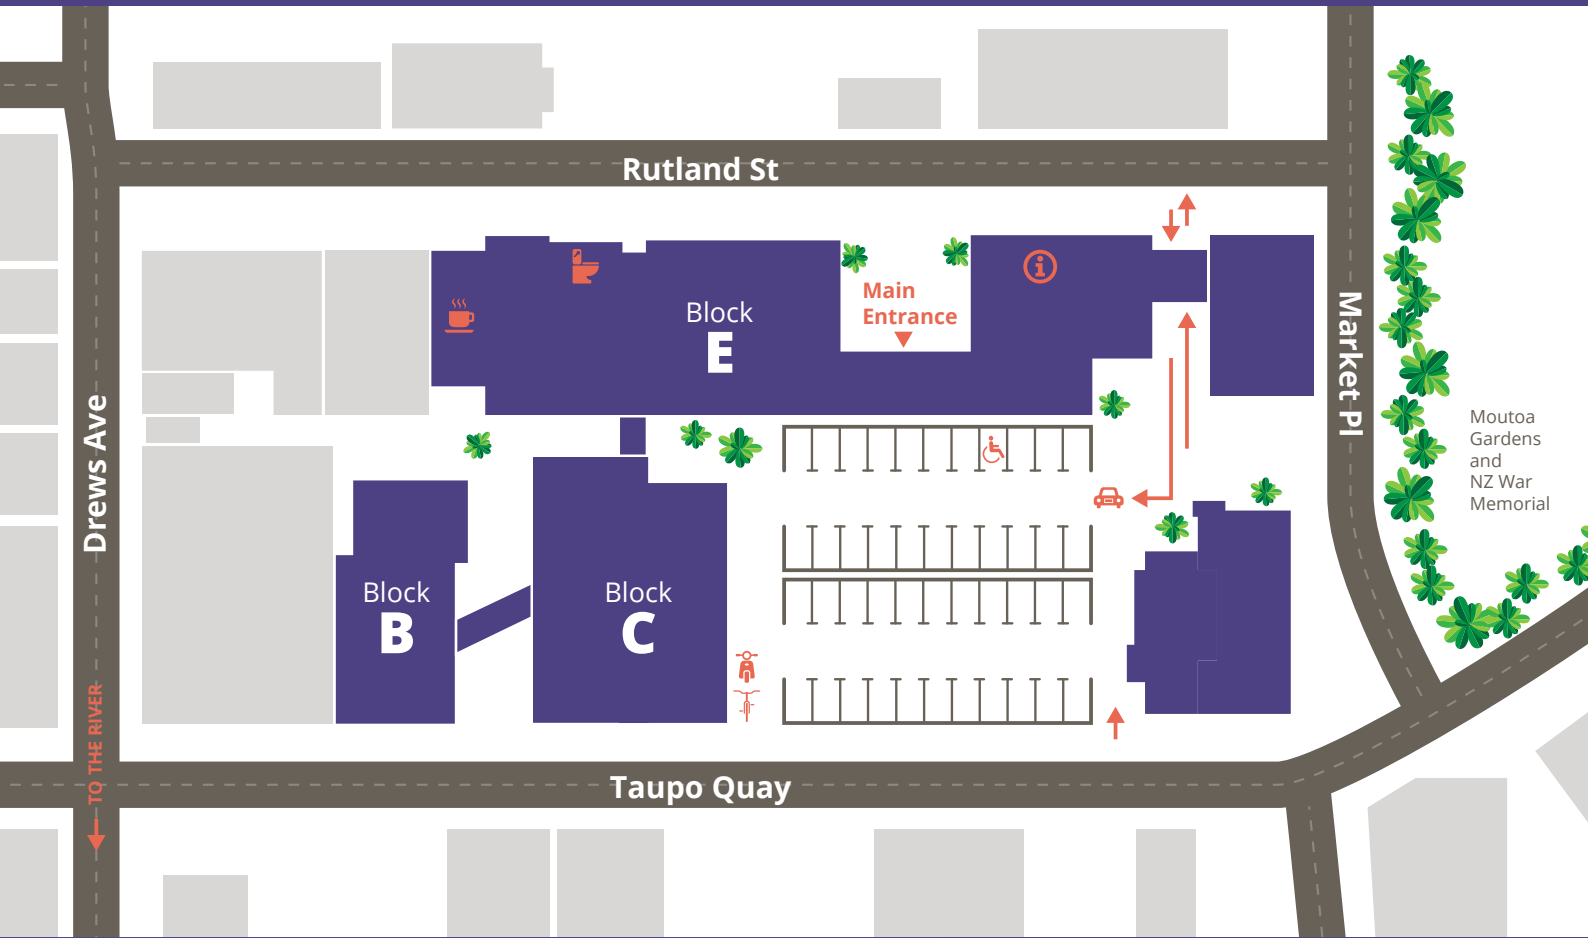 Rutland St
Main
Entrance
Block
E
Market Pl
Drews Ave
Moutoa
Gardens
and
NZ War
Memorial
Block
B
Block
C
TO THE RIVER
Taupo Quay